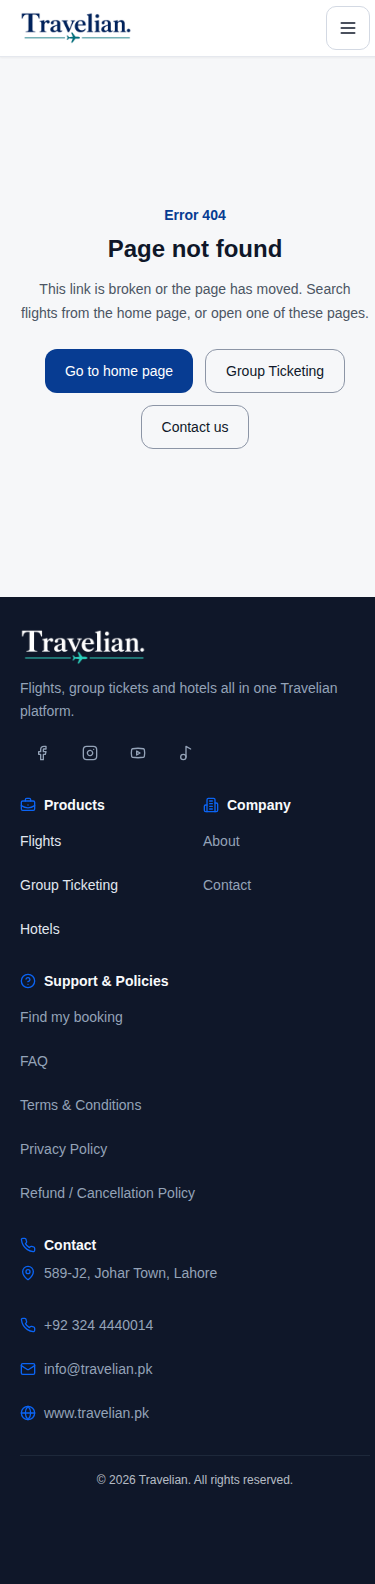 Travelian.
Error 404
Page not found
This link is broken or the page has moved. Search
flights from the home page, or open one of these pages.
Go to home page
Group Ticketing
Contact us
Travelian.
Flights, group tickets and hotels all in one Travelian
platform.
Products
Flights
Group Ticketing
Hotels
Company
About
Contact
Support & Policies
Find my booking
FAQ
Terms & Conditions
Privacy Policy
Refund / Cancellation Policy
Contact
589-J2, Johar Town, Lahore
+92 324 4440014
info@travelian.pk
www.travelian.pk
© 2026 Travelian. All rights reserved.